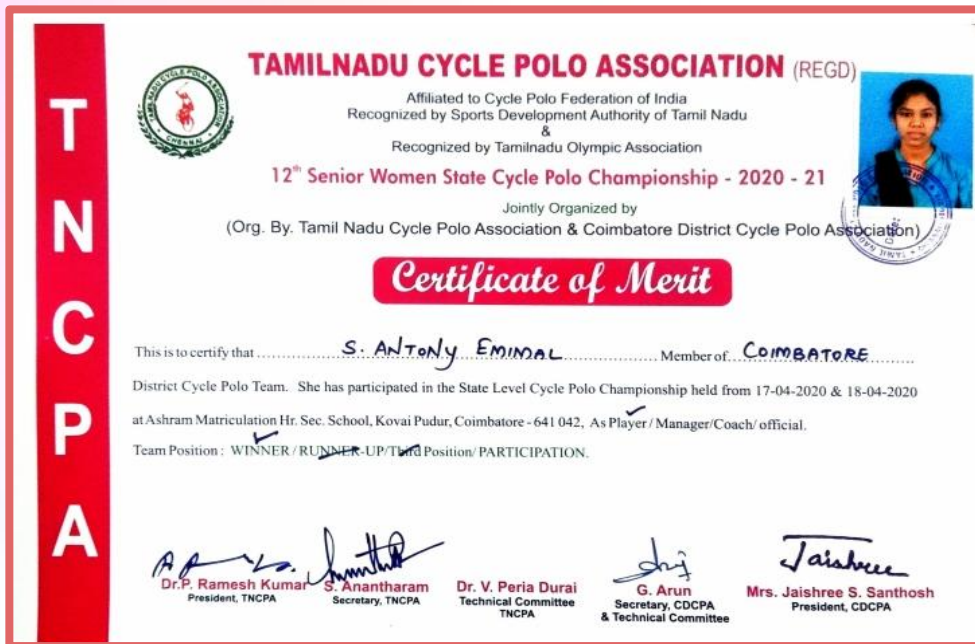 TNCPA
TAMILNADU CYCLE POLO ASSOCIATION
CHENNAI
TAMILNADU CYCLE POLO ASSOCIATION (REGD)
Affiliated to Cycle Polo Federation of India
Recognized by Sports Development Authority of Tamil Nadu
&
Recognized by Tamilnadu Olympic Association
12th Senior Women State Cycle Polo Championship - 2020 - 21
Jointly Organized by
(Org. By. Tamil Nadu Cycle Polo Association & Coimbatore District Cycle Polo Association)
Certificate of Merit
This is to certify that S. ANTONY EMIMAL Member of COIMBATORE
District Cycle Polo Team. She has participated in the State Level Cycle Polo Championship held from 17-04-2020 & 18-04-2020
at Ashram Matriculation Hr. Sec. School, Kovai Pudur, Coimbatore - 641 042, As Player / Manager/Coach/ official.
Team Position : WINNER / RUNNER-UP/Third Position/ PARTICIPATION.
Jaishree
Dr.P. Ramesh Kumar
President, TNCPA
S. Anantharam
Secretary, TNCPA
Dr. V. Peria Durai
Technical Committee
TNCPA
G. Arun
Secretary, CDCPA
& Technical Committee
Mrs. Jaishree S. Santhosh
President, CDCPA